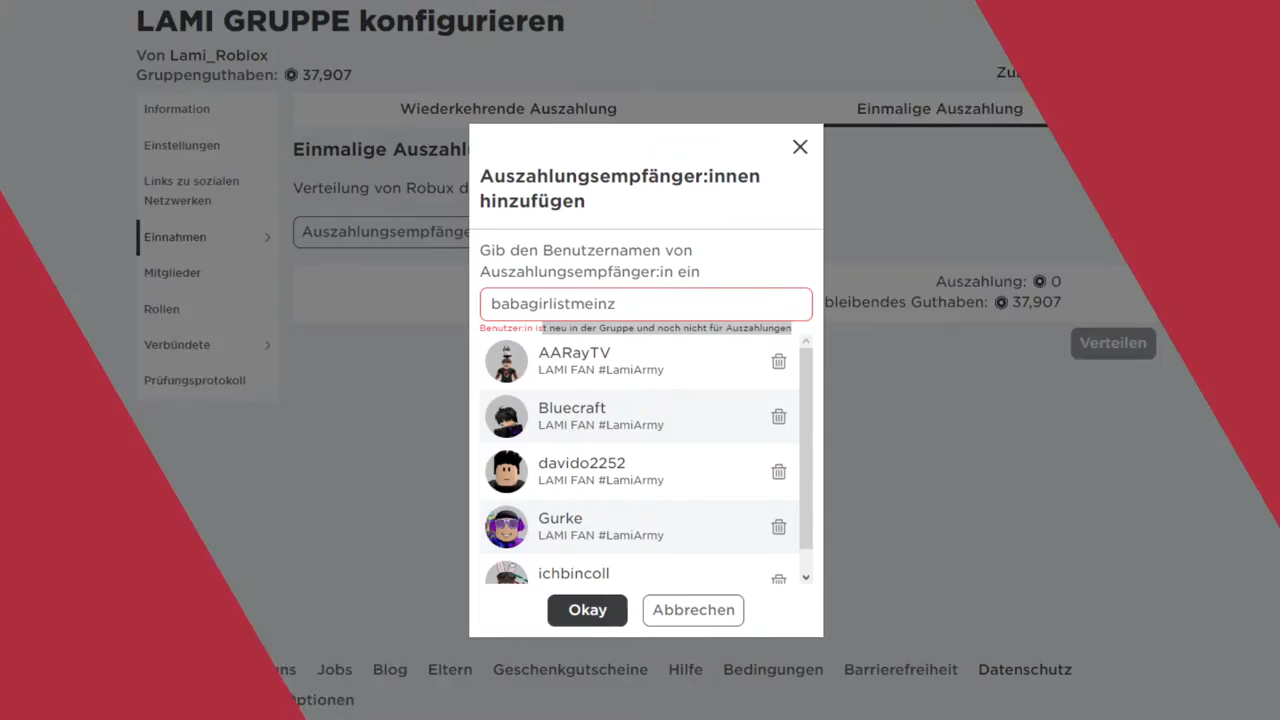 LAMI GRUPPE konfigurieren
Von Lami_Roblox
Gruppenguthaben: 37,907
Information
Einstellungen
Links zu sozialen
Netzwerken
Einnahmen
Mitglieder
Rollen
Verbündete
Prüfungsprotokoll
Wiederkehrende Auszahlung
Einmalige Auszahlung
Einmalige Auszahl
Verteilung von Robux d
Auszahlungsempfänge
Auszahlung: 0
bleibendes Guthaben: 37,907
Verteilen
Auszahlungsempfänger:innen
hinzufügen
Gib den Benutzernamen von
Auszahlungsempfänger:in ein
babagirlistmeinz
Benutzer:in ist neu in der Gruppe und noch nicht für Auszahlungen
AARayTV
LAMI FAN #LamiArmy
Bluecraft
LAMI FAN #LamiArmy
davido2252
LAMI FAN #LamiArmy
Gurke
LAMI FAN #LamiArmy
ichbincoll
Okay
Abbrechen
Jobs Blog Eltern Geschenkgutscheine Hilfe Bedingungen Barrierefreiheit Datenschutz
ptionen